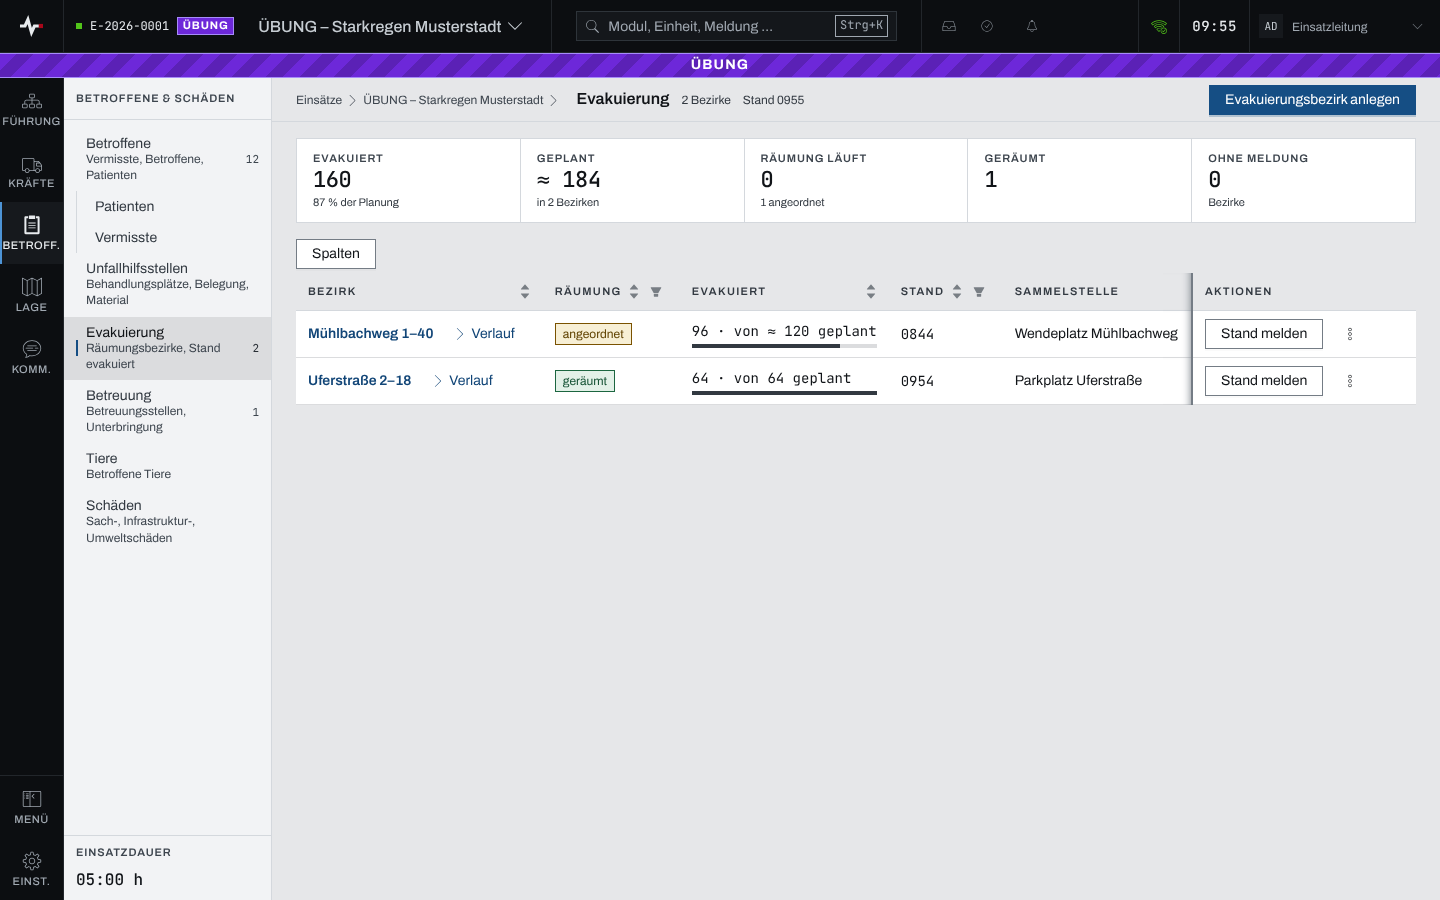 E-2026-0001 ÜBUNG ÜBUNG – Starkregen Musterstadt Modul, Einheit, Meldung ... Strg+K 09:55 AD Einsatzleitung
ÜBUNG
FÜHRUNG
KRÄFTE
BETROFF.
LAGE
KOMM.
MENÜ
EINST.
BETROFFENE & SCHÄDEN
Betroffene
Vermisste, Betroffene, 12
Patienten
Patienten
Vermisste
Unfallhilfsstellen
Behandlungsplätze, Belegung,
Material
Evakuierung
Räumungsbezirke, Stand 2
evakuiert
Betreuung
Betreuungsstellen, 1
Unterbringung
Tiere
Betroffene Tiere
Schäden
Sach-, Infrastruktur-,
Umweltschäden
EINSATZDAUER
05:00 h
Einsätze ÜBUNG – Starkregen Musterstadt Evakuierung 2 Bezirke Stand 0955 Evakuierungsbezirk anlegen
EVAKUIERT GEPLANT RÄUMUNG LÄUFT GERÄUMT OHNE MELDUNG
160 ≈ 184 0 1 0
87 % der Planung in 2 Bezirken 1 angeordnet Bezirke
Spalten
BEZIRK RÄUMUNG EVAKUIERT STAND SAMMELSTELLE AKTIONEN
Mühlbachweg 1–40 Verlauf angeordnet 96 · von ≈ 120 geplant 0844 Wendeplatz Mühlbachweg Stand melden
Uferstraße 2–18 Verlauf geräumt 64 · von 64 geplant 0954 Parkplatz Uferstraße Stand melden